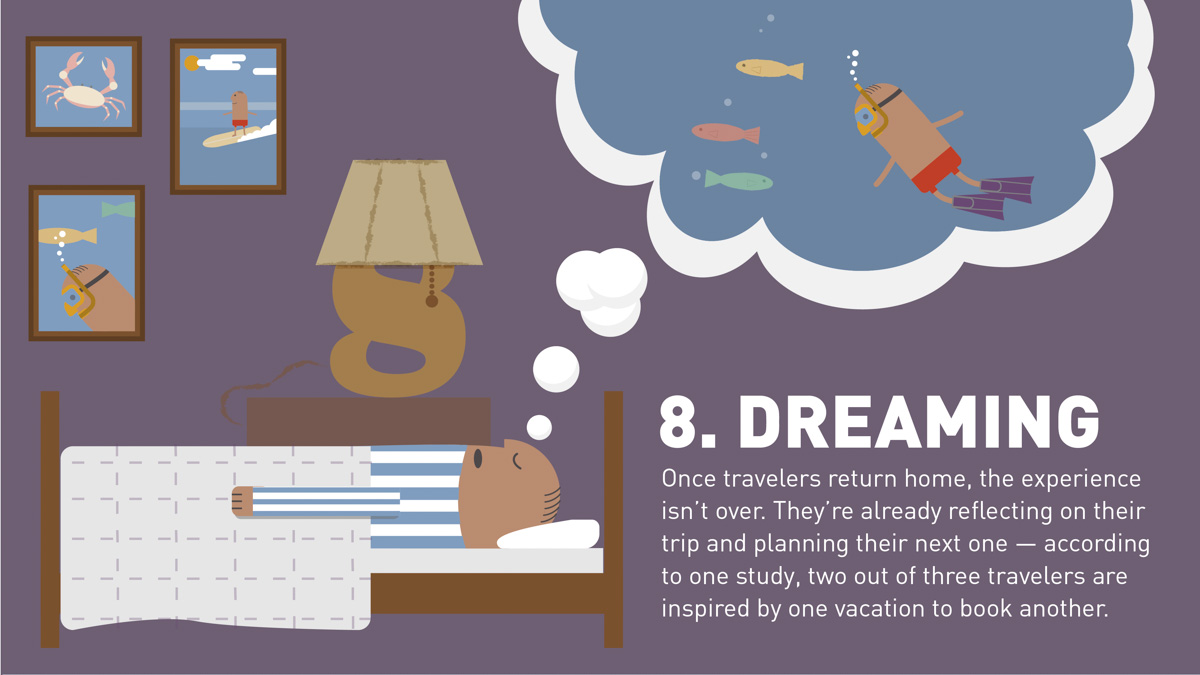 8. DREAMING
Once travelers return home, the experience
isn’t over. They’re already reflecting on their
trip and planning their next one — according
to one study, two out of three travelers are
inspired by one vacation to book another.